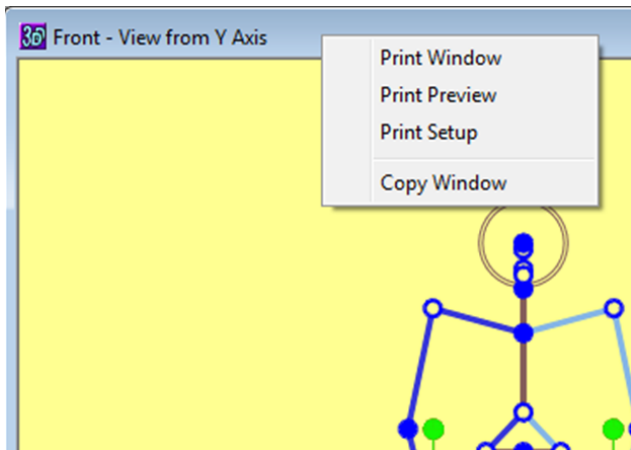 3D Front - View from Y Axis
Print Window
Print Preview
Print Setup
Copy Window